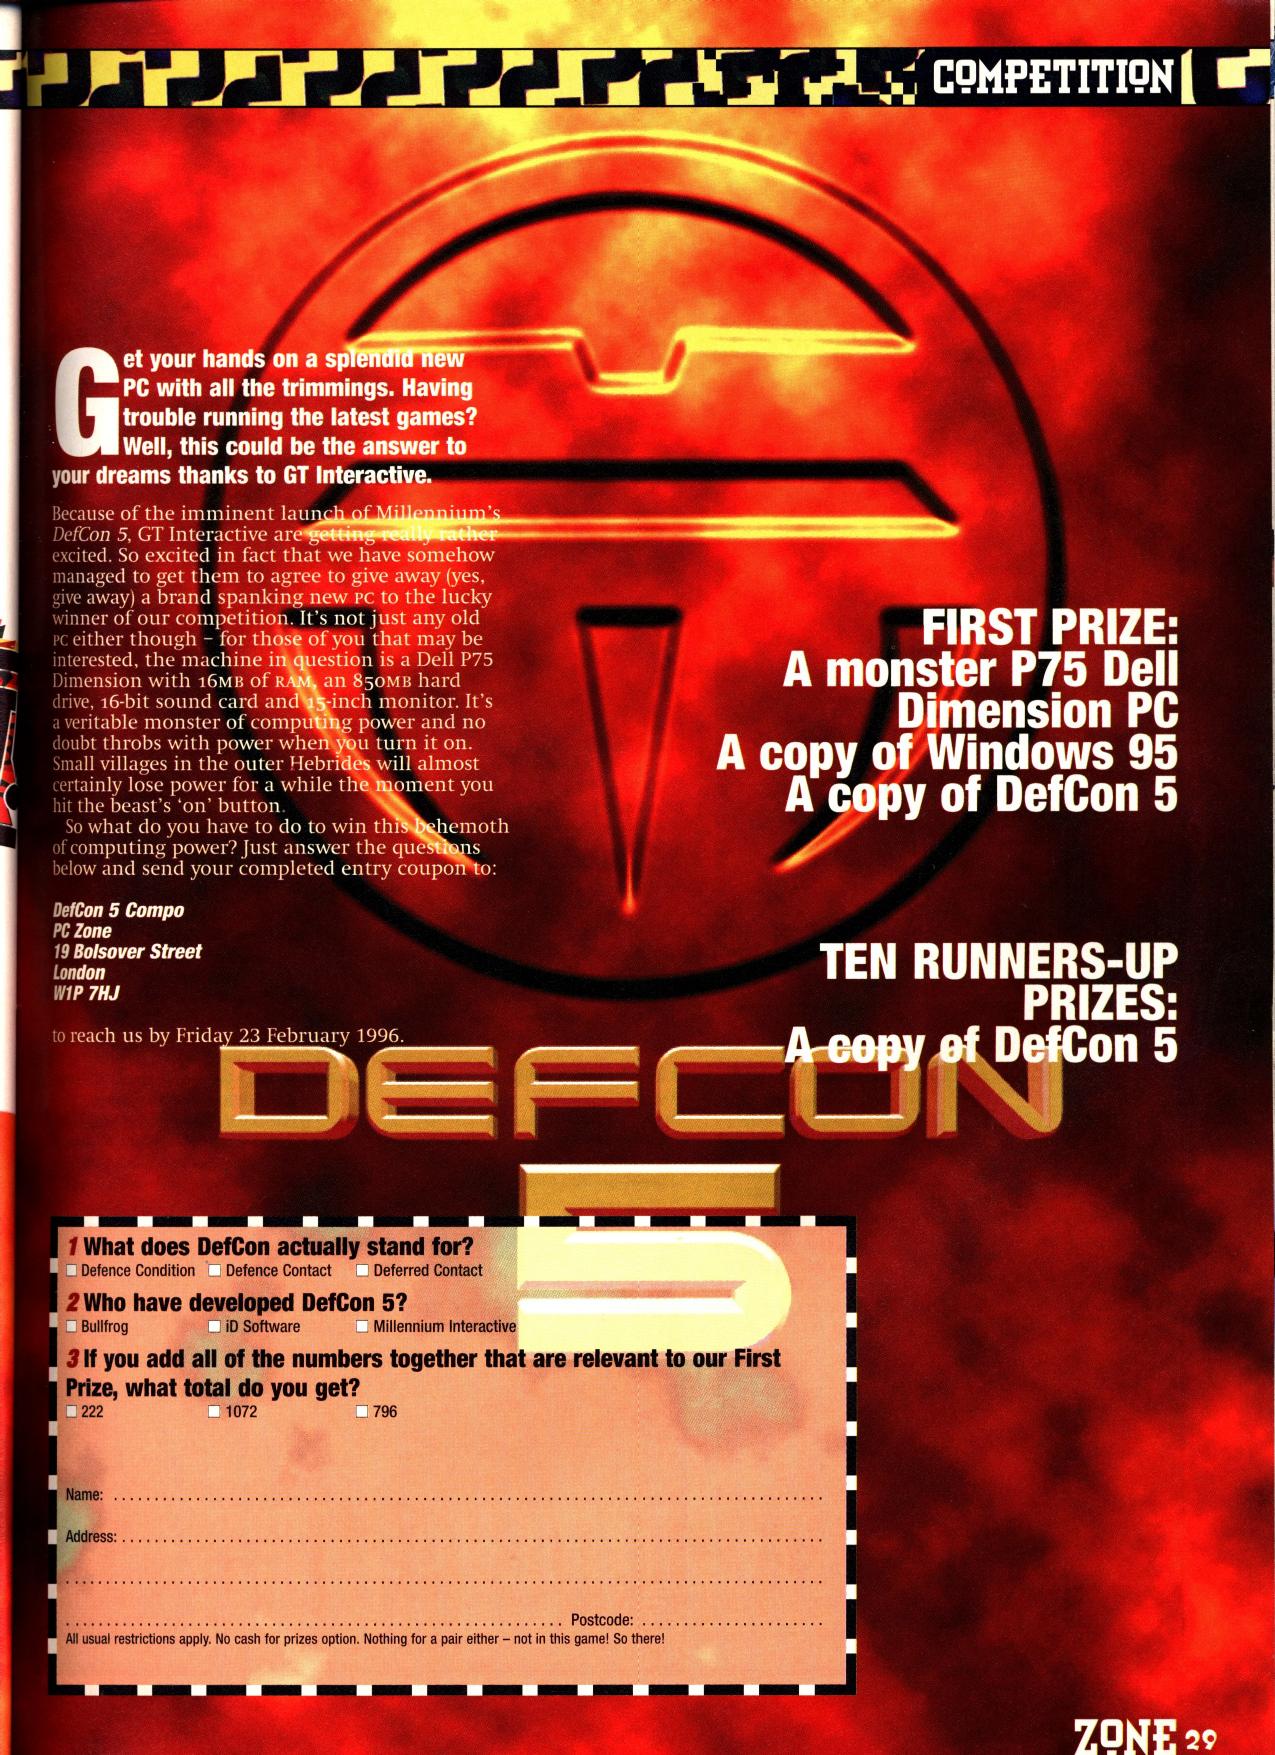 COMPETITION
Get your hands on a splendid new
PC with all the trimmings. Having
trouble running the latest games?
Well, this could be the answer to
your dreams thanks to GT Interactive.
Because of the imminent launch of Millennium's
DefCon 5, GT Interactive are getting really rather
excited. So excited in fact that we have somehow
managed to get them to agree to give away (yes,
give away) a brand spanking new PC to the lucky
winner of our competition. It's not just any old
PC either though – for those of you that may be
interested, the machine in question is a Dell P75
Dimension with 16MB of RAM, an 850MB hard
drive, 16-bit sound card and 15-inch monitor. It's
a veritable monster of computing power and no
doubt throbs with power when you turn it on.
Small villages in the outer Hebrides will almost
certainly lose power for a while the moment you
hit the beast's 'on' button.
So what do you have to do to win this behemoth
of computing power? Just answer the questions
below and send your completed entry coupon to:
DefCon 5 Compo
PC Zone
19 Bolsover Street
London
W1P 7HJ
to reach us by Friday 23 February 1996.
FIRST PRIZE:
A monster P75 Dell
Dimension PC
A copy of Windows 95
A copy of DefCon 5
TEN RUNNERS-UP
PRIZES:
A copy of DefCon 5
DEFCON
5
1 What does DefCon actually stand for?
Defence Condition Defence Contact Deferred Contact
2 Who have developed DefCon 5?
Bullfrog iD Software Millennium Interactive
3 If you add all of the numbers together that are relevant to our First
Prize, what total do you get?
222 1072 796
Name:
Address:
Postcode:
All usual restrictions apply. No cash for prizes option. Nothing for a pair either – not in this game! So there!
ZONE 29